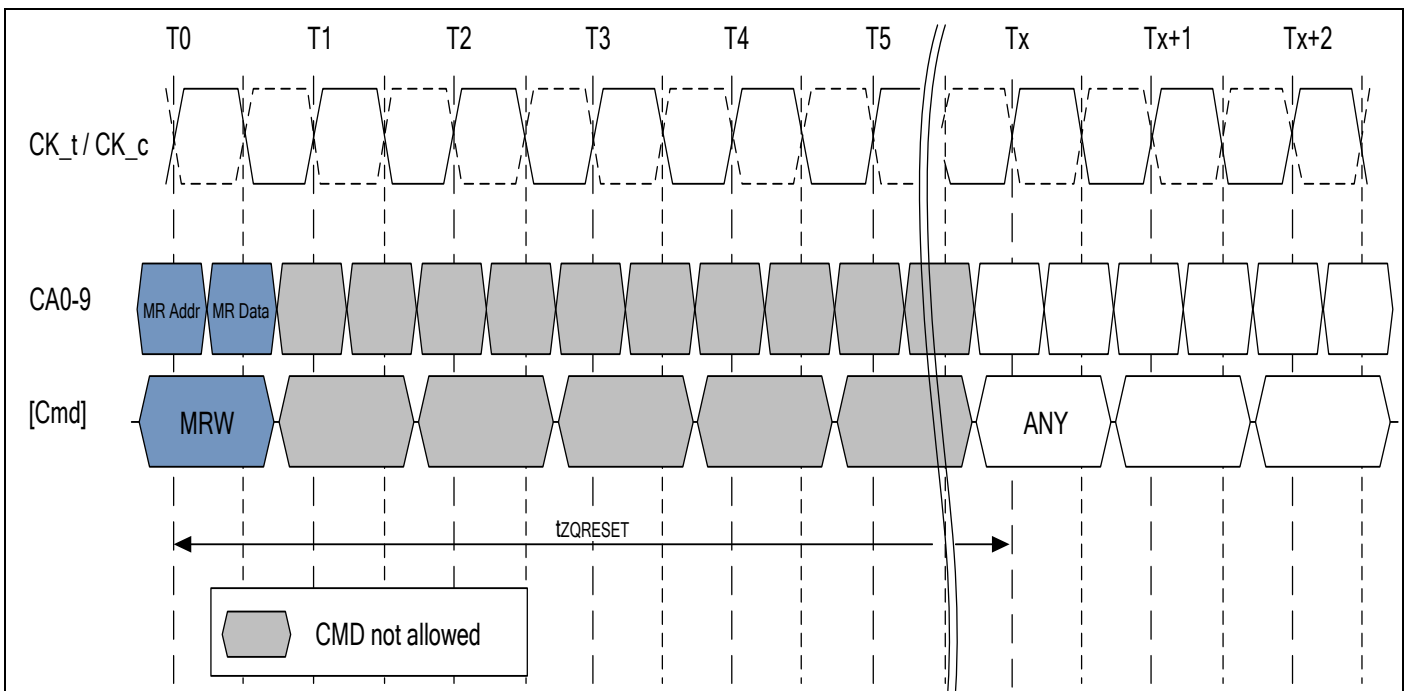 T0 T1 T2 T3 T4 T5 Tx Tx+1 Tx+2
CK_t / CK_c
CA0-9 MR Addr MR Data
[Cmd] MRW ANY
tZQRESET
CMD not allowed